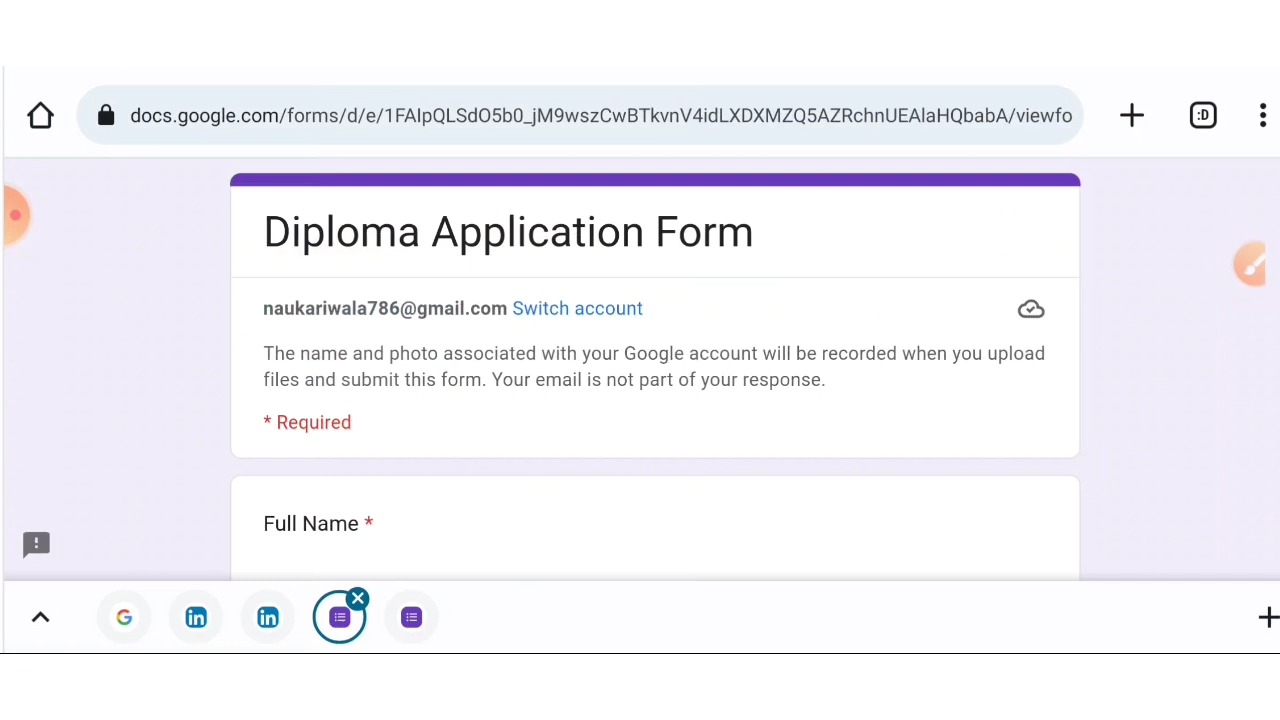 docs.google.com/forms/d/e/1FAIpQLSdO5b0_jM9wszCwBTkvnV4idLXDXMZQ5AZRchnUEAlaHQbabA/viewfo
:D
Diploma Application Form
naukariwala786@gmail.com Switch account
The name and photo associated with your Google account will be recorded when you upload
files and submit this form. Your email is not part of your response.
* Required
Full Name *
G
in
in